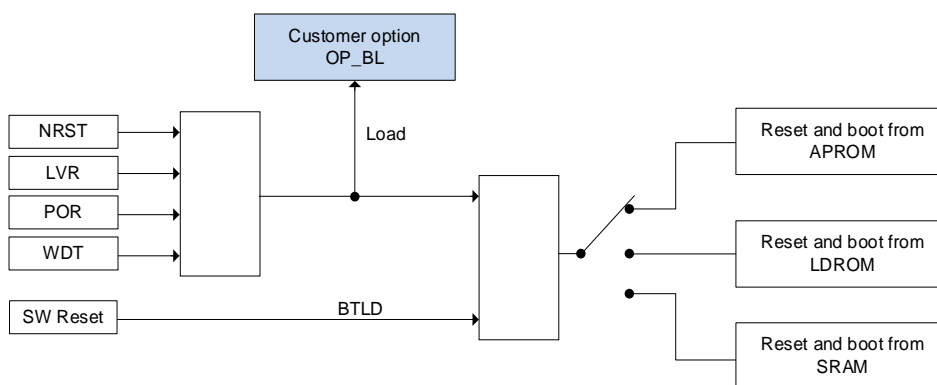 Customer option
OP_BL
NRST
LVR
POR
WDT
SW Reset
Load
BTLD
Reset and boot from
APROM
Reset and boot from
LDROM
Reset and boot from
SRAM